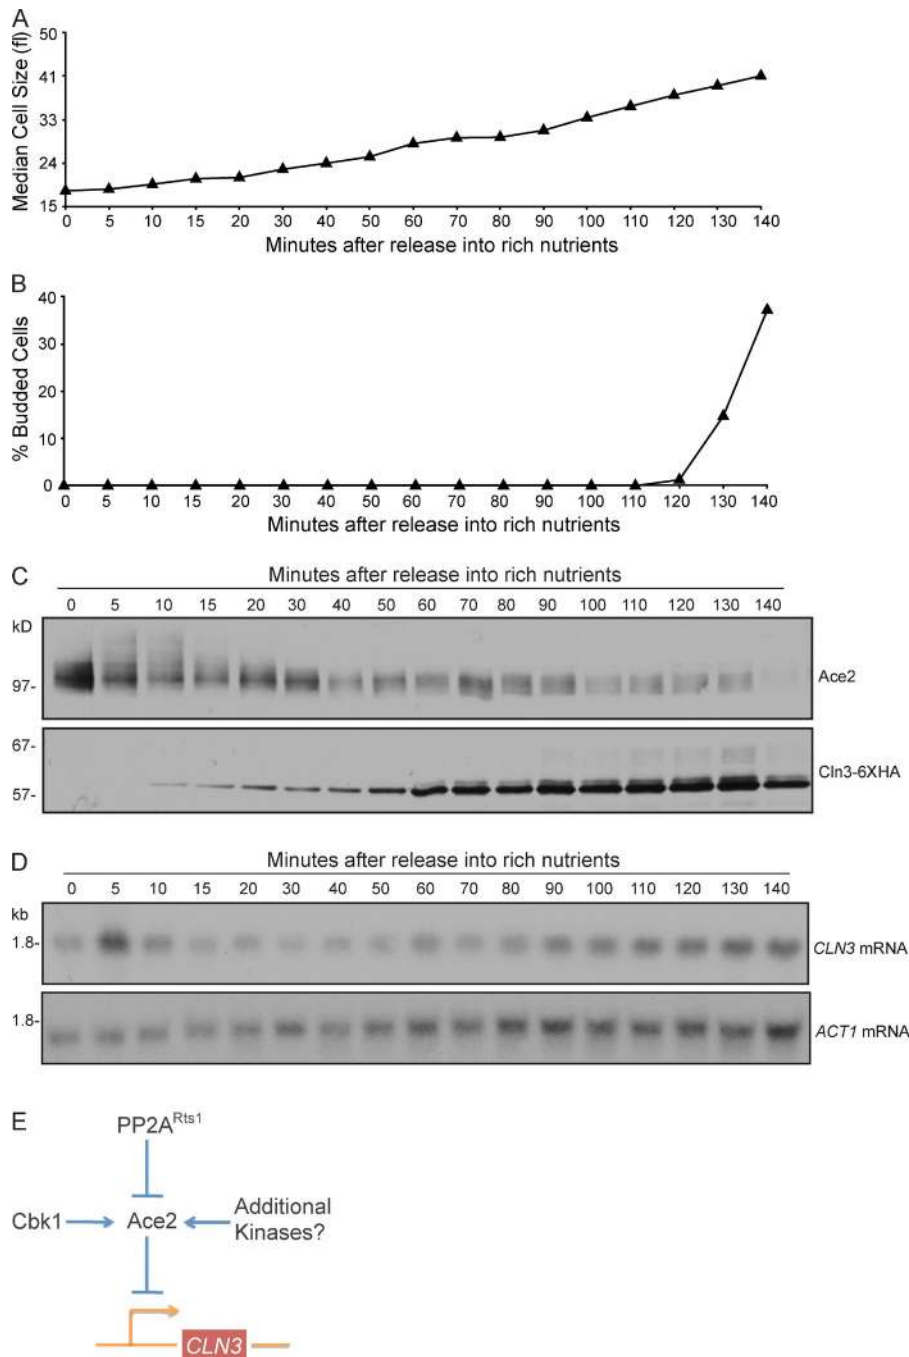 A
Median Cell Size (fl)
50
41
33
24
15
0 5 10 15 20 30 40 50 60 70 80 90 100 110 120 130 140
Minutes after release into rich nutrients
B
% Budded Cells
40
30
20
10
0
0 5 10 15 20 30 40 50 60 70 80 90 100 110 120 130 140
Minutes after release into rich nutrients
C
Minutes after release into rich nutrients
0 5 10 15 20 30 40 50 60 70 80 90 100 110 120 130 140
kD
97-
Ace2
67-
57-
Cln3-6XHA
D
Minutes after release into rich nutrients
0 5 10 15 20 30 40 50 60 70 80 90 100 110 120 130 140
kb
1.8-
CLN3 mRNA
1.8-
ACT1 mRNA
E
PP2A^Rts1
Cbk1
Ace2
Additional
Kinases?
CLN3